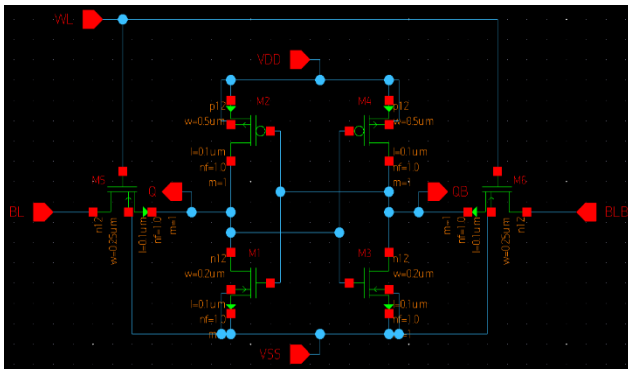 WL
VDD
p12
M2
M4
p12
w=0.5um
w=0.5um
l=0.1um
l=0.1um
nf=1.0
nf=1.0
m=1
m=1
M5
Q
QB
M6
BL
BLB
n12
w=0.25um
l=0.1um
nf=1.0
m=1
m=1
nf=1.0
l=0.1um
w=0.25um
n12
M1
n12
M3
n12
w=0.2um
w=0.2um
l=0.1um
l=0.1um
nf=1.0
nf=1.0
m=1
m=1
VSS